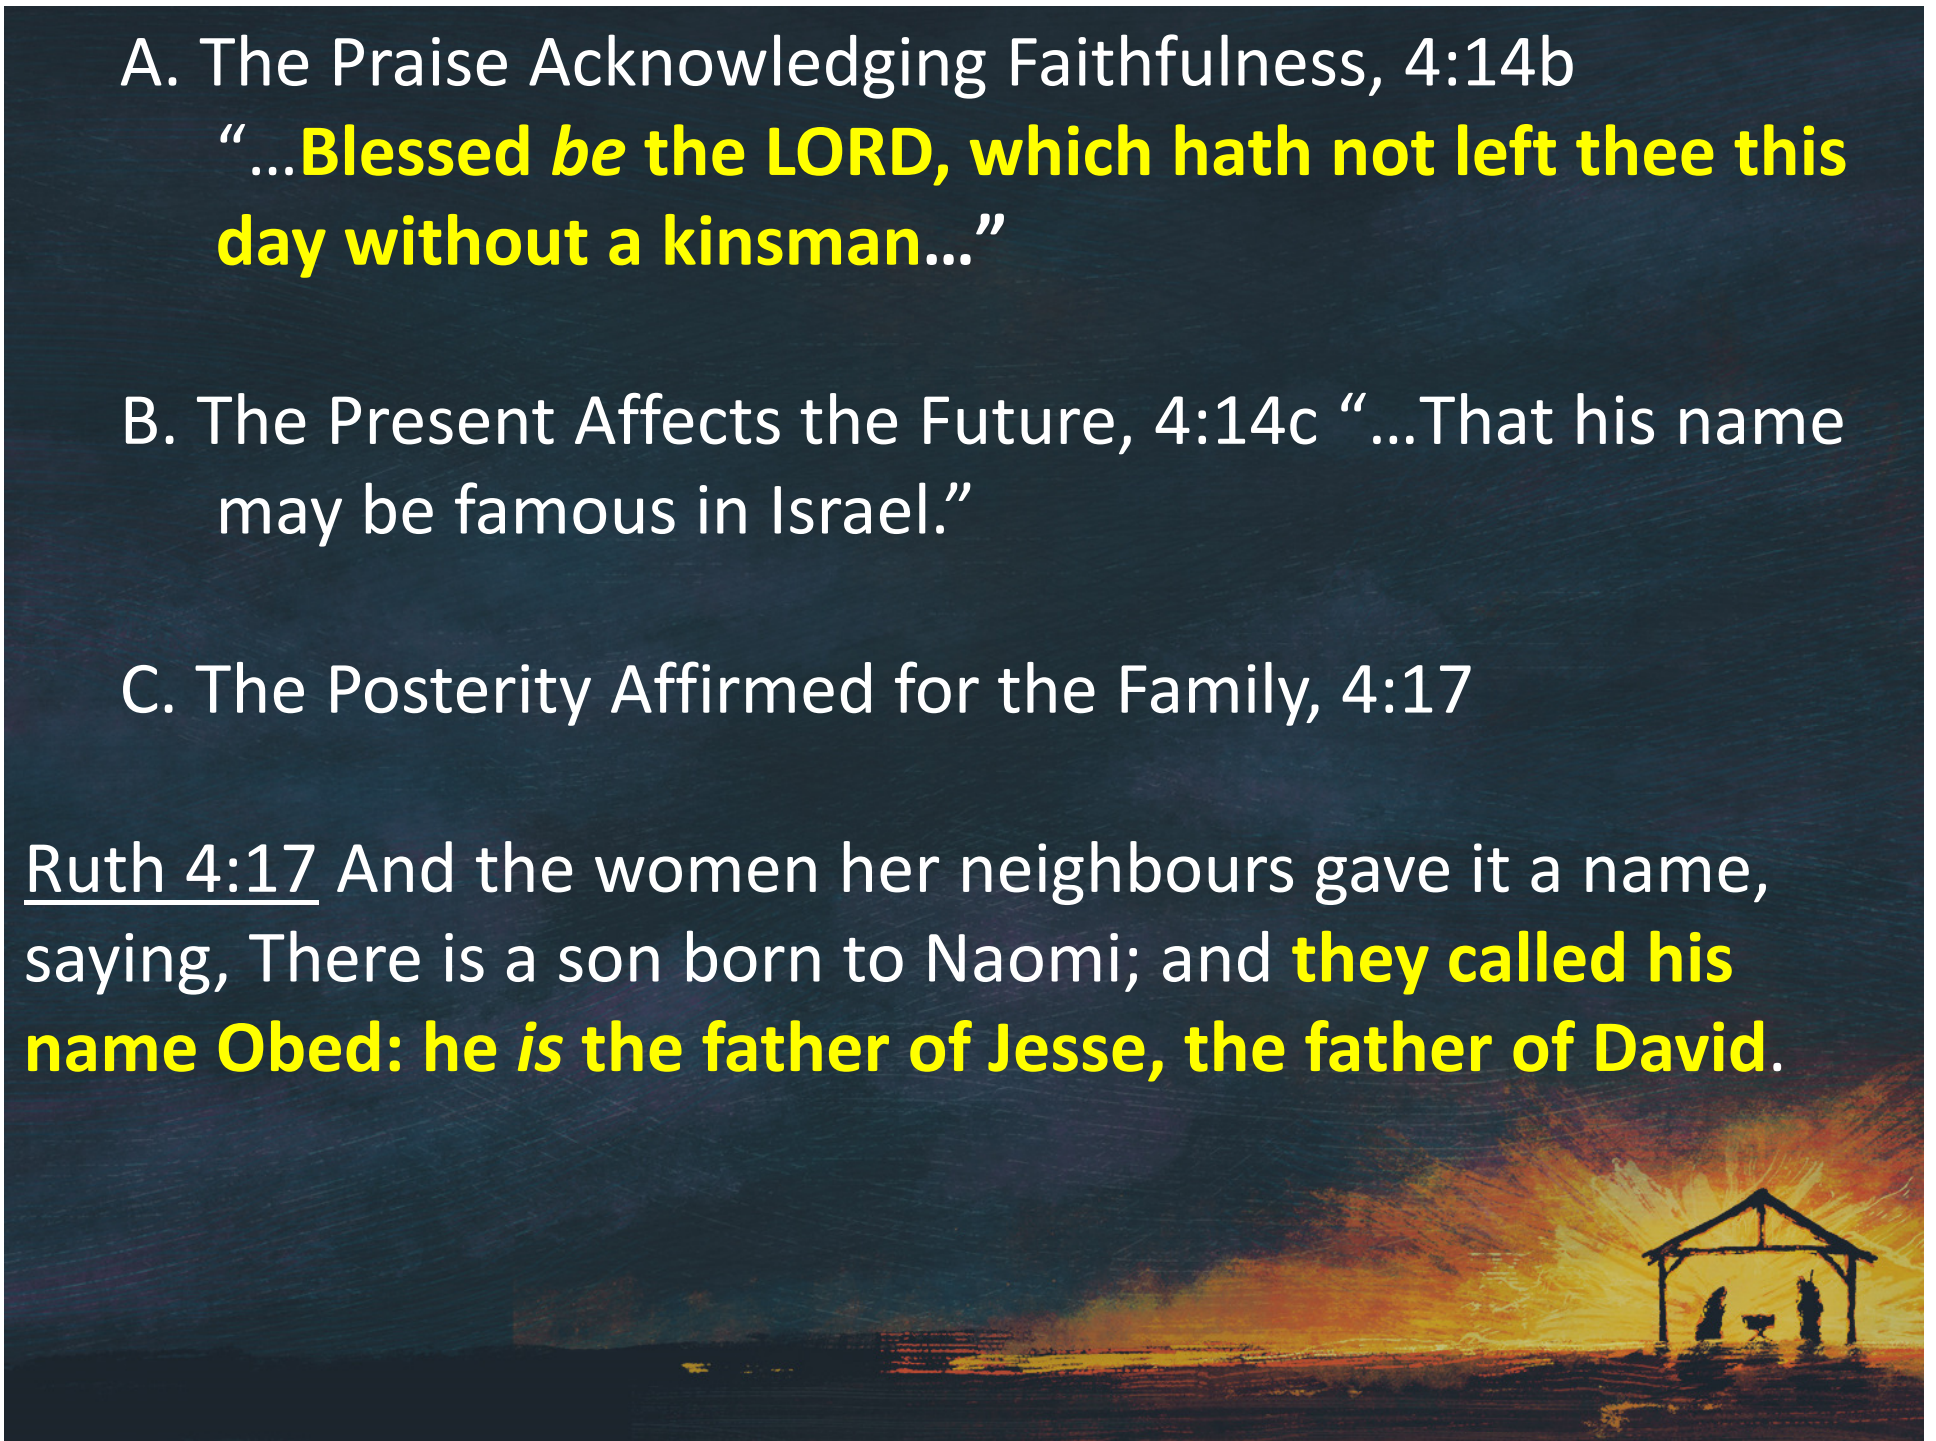 A. The Praise Acknowledging Faithfulness, 4:14b
“…Blessed be the LORD, which hath not left thee this
day without a kinsman…”
B. The Present Affects the Future, 4:14c “…That his name
may be famous in Israel.”
C. The Posterity Affirmed for the Family, 4:17
Ruth 4:17 And the women her neighbours gave it a name,
saying, There is a son born to Naomi; and they called his
name Obed: he is the father of Jesse, the father of David.